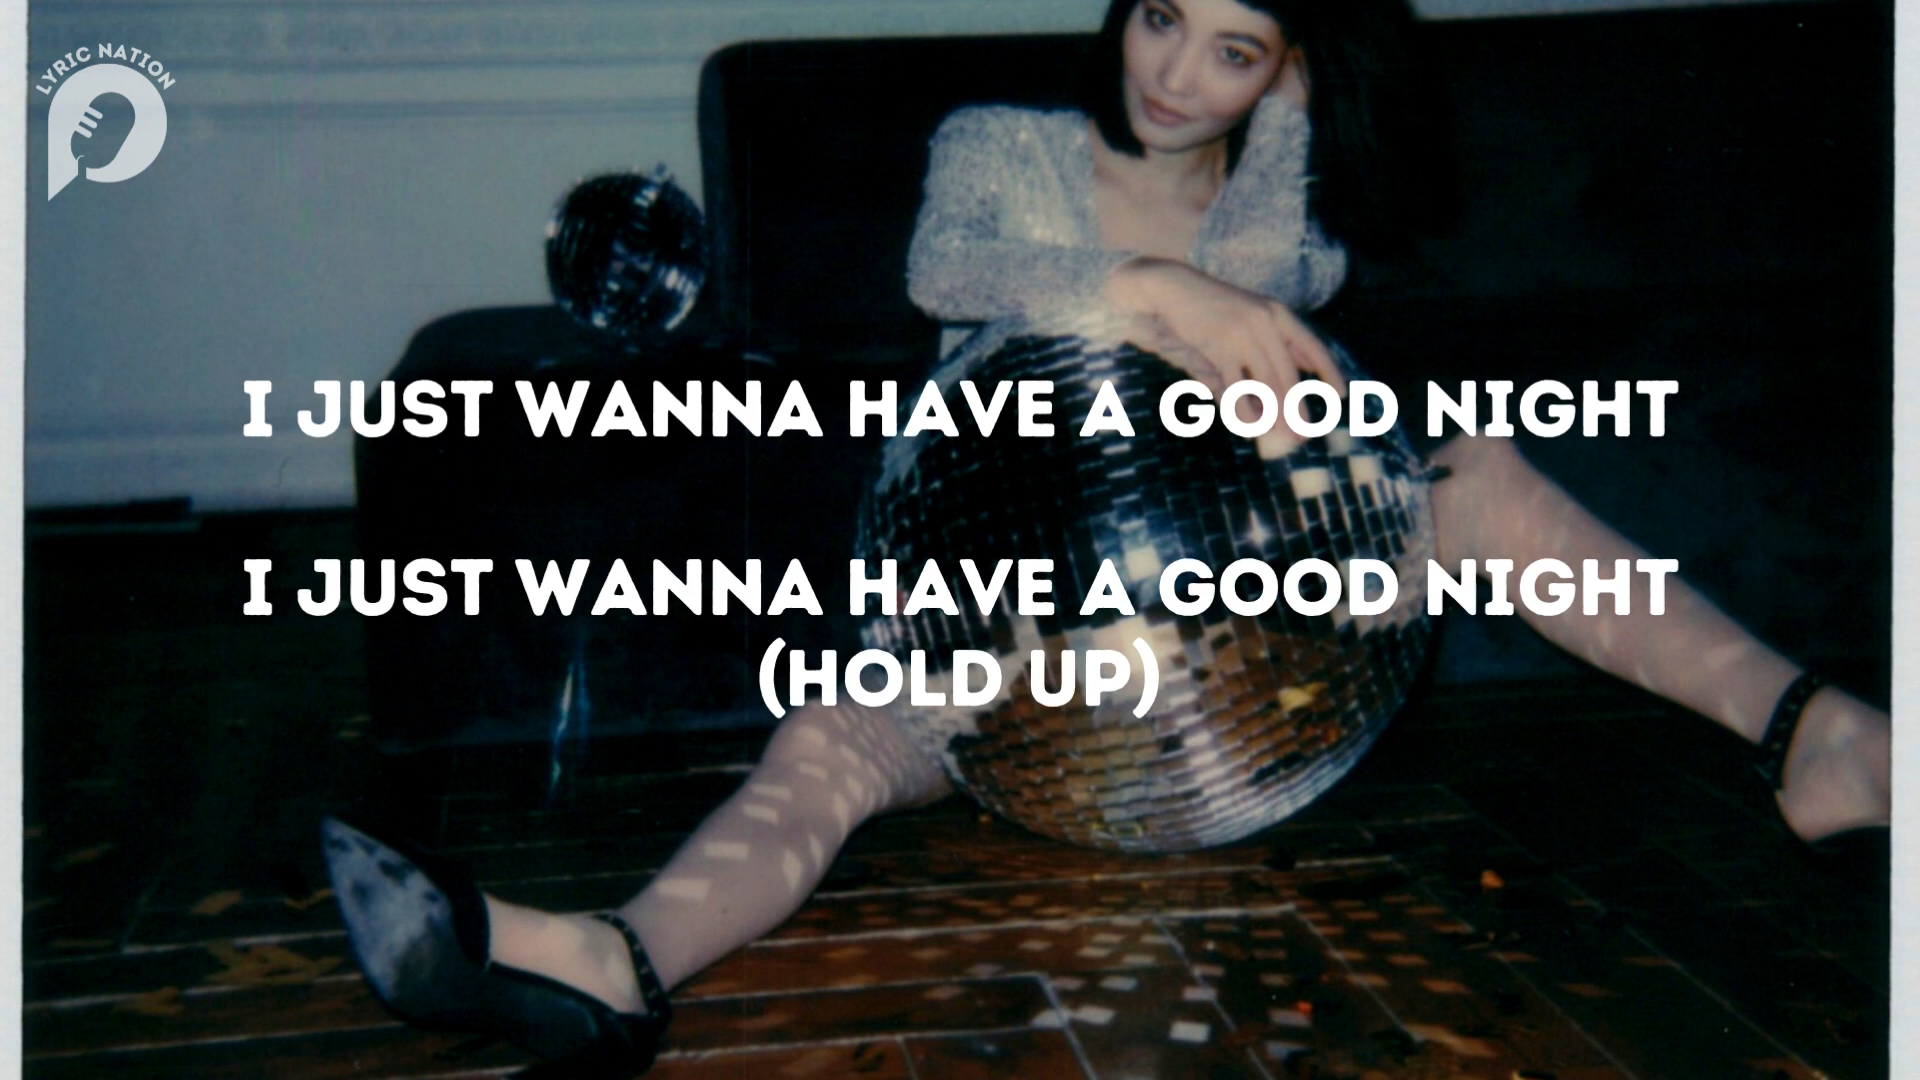 LYRIC NATION
I JUST WANNA HAVE A GOOD NIGHT
I JUST WANNA HAVE A GOOD NIGHT
(HOLD UP)